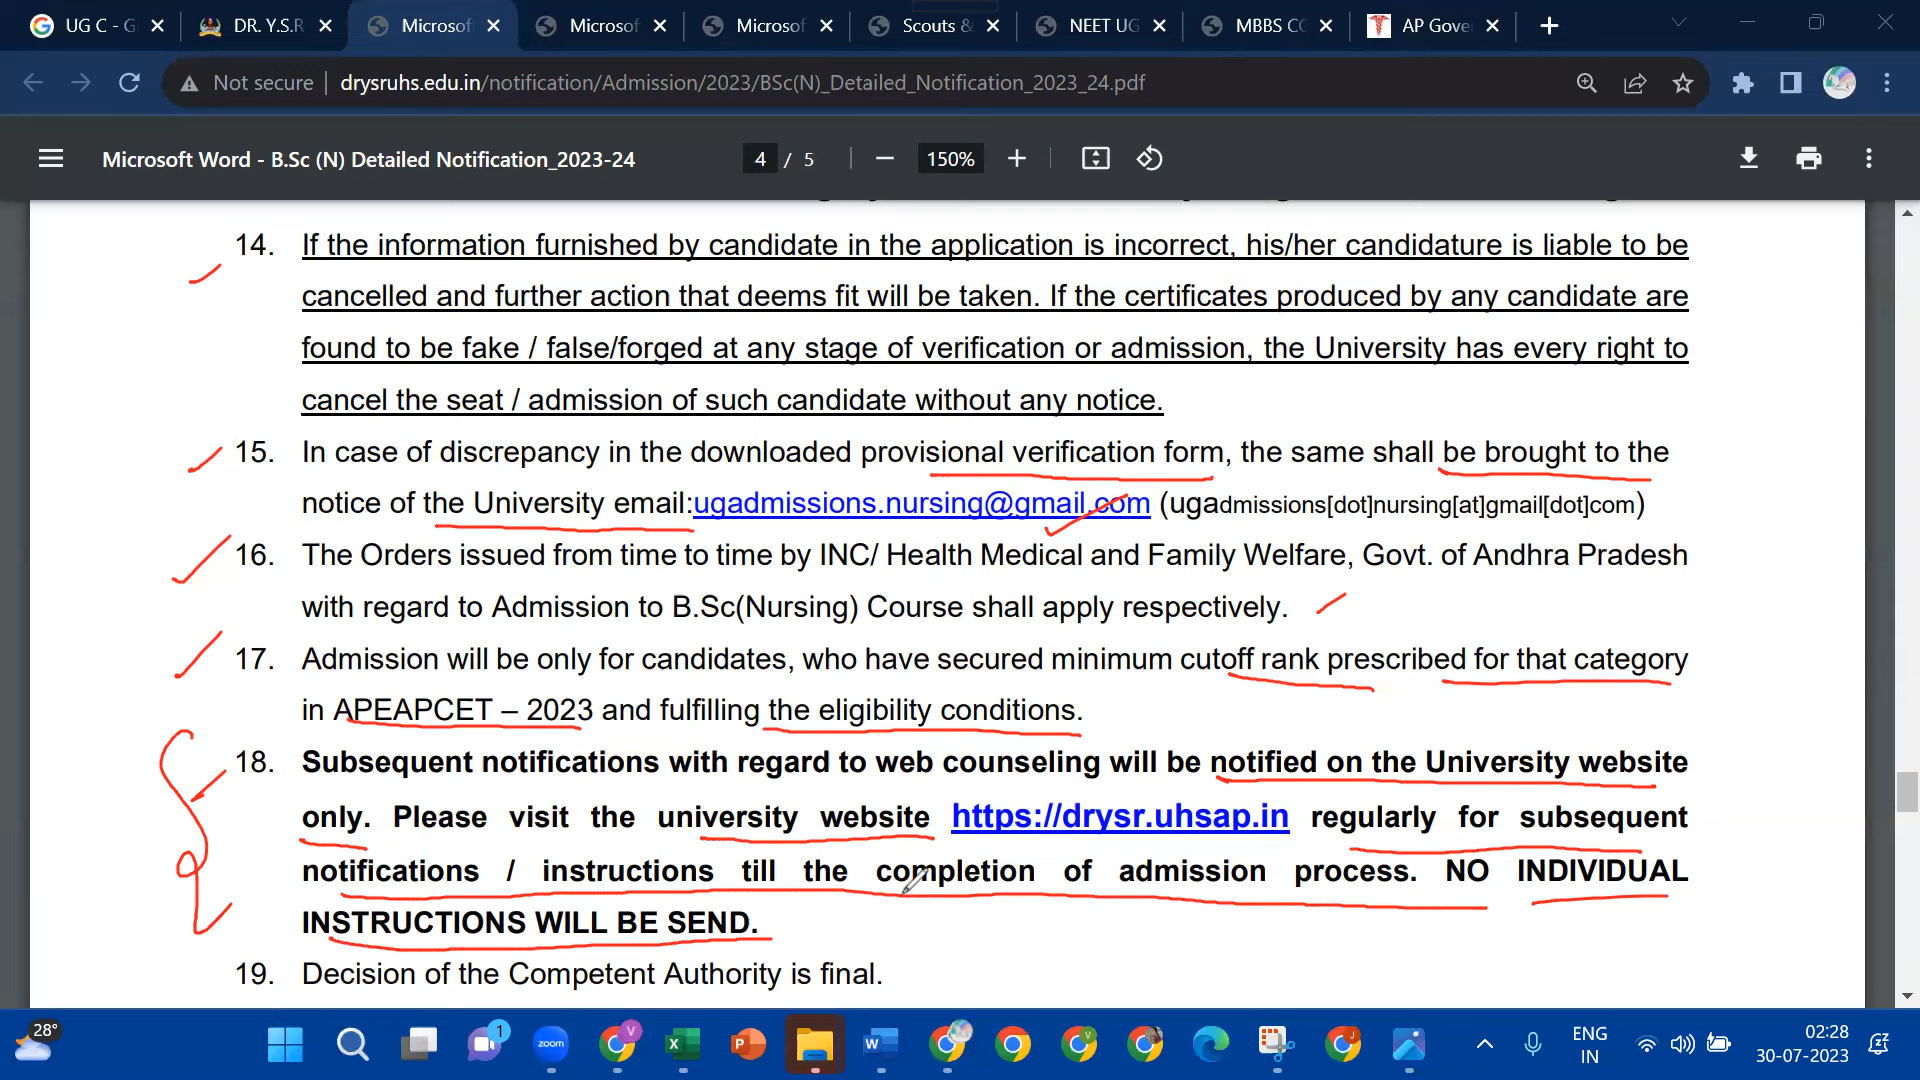 UG C - G
DR. Y.S.R
Microsof
Microsof
Microsof
Scouts &
NEET UG
MBBS CO
AP Gove
Not secure
drysruhs.edu.in/notification/Admission/2023/BSc(N)_Detailed_Notification_2023_24.pdf
Microsoft Word - B.Sc (N) Detailed Notification_2023-24
4 / 5
150%
14. If the information furnished by candidate in the application is incorrect, his/her candidature is liable to be
cancelled and further action that deems fit will be taken. If the certificates produced by any candidate are
found to be fake / false/forged at any stage of verification or admission, the University has every right to
cancel the seat / admission of such candidate without any notice.
15. In case of discrepancy in the downloaded provisional verification form, the same shall be brought to the
notice of the University email:ugadmissions.nursing@gmail.com (ugadmissions[dot]nursing[at]gmail[dot]com)
16. The Orders issued from time to time by INC/ Health Medical and Family Welfare, Govt. of Andhra Pradesh
with regard to Admission to B.Sc(Nursing) Course shall apply respectively.
17. Admission will be only for candidates, who have secured minimum cutoff rank prescribed for that category
in APEAPCET – 2023 and fulfilling the eligibility conditions.
18. Subsequent notifications with regard to web counseling will be notified on the University website
only. Please visit the university website https://drysr.uhsap.in regularly for subsequent
notifications / instructions till the completion of admission process. NO INDIVIDUAL
INSTRUCTIONS WILL BE SEND.
19. Decision of the Competent Authority is final.
28°
1
zoom
V
X
P
W
V
J
ENG
IN
02:28
30-07-2023